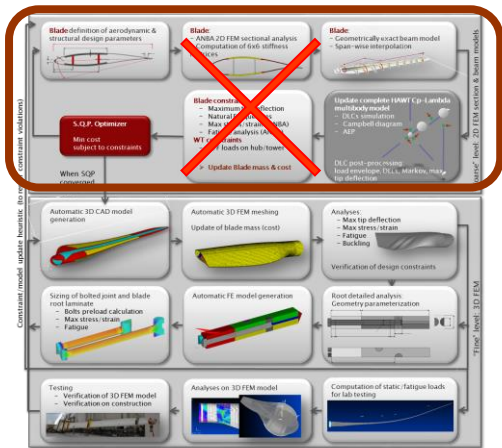 Blade definition of aerodynamic & structural design parameters
Blade:
- ANBA 2D FEM sectional analysis
- Computation of 6x6 stiffness
Blade:
- Geometrically exact beam model
- Span-wise interpolation
S.Q.P. Optimizer
Min cost
subject to constraints
Blade
- Maximum
- Natural
- Max
- Fatigue
WT constraints
loads on hub/tower
Update Blade mass & cost
Update complete HAWT Cp-Lambda
multibody model
- DLCs simulation
- Campbell diagram
- AEP
DLC post-processing:
load envelope, DELs, Markov, max
tip deflection
level: 2D FEM section & beam models
When
SQP
converged
Constraint/model update heuristic (to
constraint violations)
Automatic 3D CAD model
generation
Automatic 3D FEM meshing
Update of blade mass (cost)
Analyses:
- Max tip deflection
- Max stress/strain
- Fatigue
- Buckling
Verification of design constraints
Sizing of bolted joint and blade
root laminate
- Bolts preload calculation
- Max stress/strain
- Fatigue
Automatic FE model generation
Root detailed analysis:
Geometry parameterization
"Fine" level: 3D FEM
Testing
- Verification of 3D FEM model
- Verification on construction
Analyses on 3D FEM model
Computation of static/fatigue loads
for lab testing